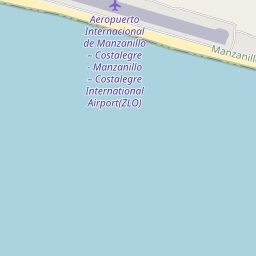 Aeropuerto
Internacional
de Manzanillo
– Costalegre
- Manzanillo
– Costalegre
International
Airport(ZLO)
Manzanill